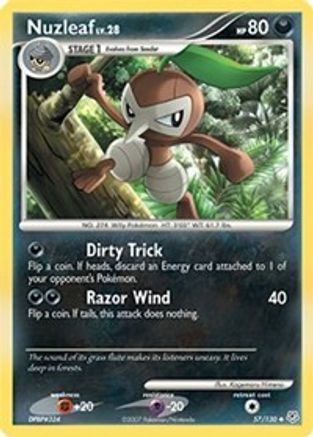 Nuzleaf LV.28 HP 80
STAGE 1 Evolves from Seedot
NO. 274 Wily Pokémon HT: 3'03" WT: 61.7 lbs.
Dirty Trick
Flip a coin. If heads, discard an Energy card attached to 1 of
your opponent's Pokémon.
Razor Wind 40
Flip a coin. If tails, this attack does nothing.
The sound of its grass flute makes its listeners uneasy. It lives
deep in forests.
weakness resistance retreat cost
+20 -20
Illus. Kagemaru Himeno
DPBP#334 ©2007 Pokémon/Nintendo 57/130